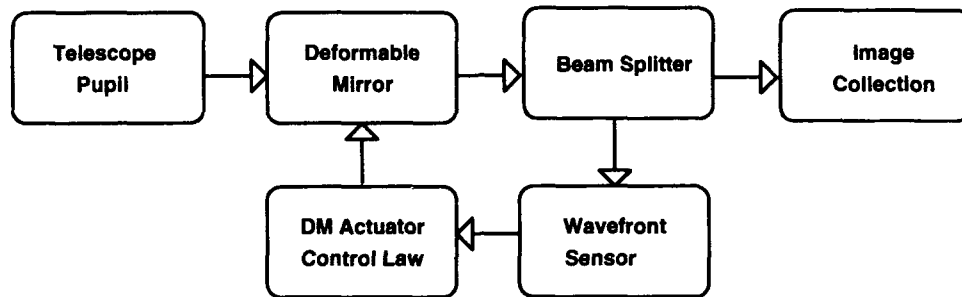 Telescope
Pupil
Deformable
Mirror
Beam Splitter
Image
Collection
DM Actuator
Control Law
Wavefront
Sensor